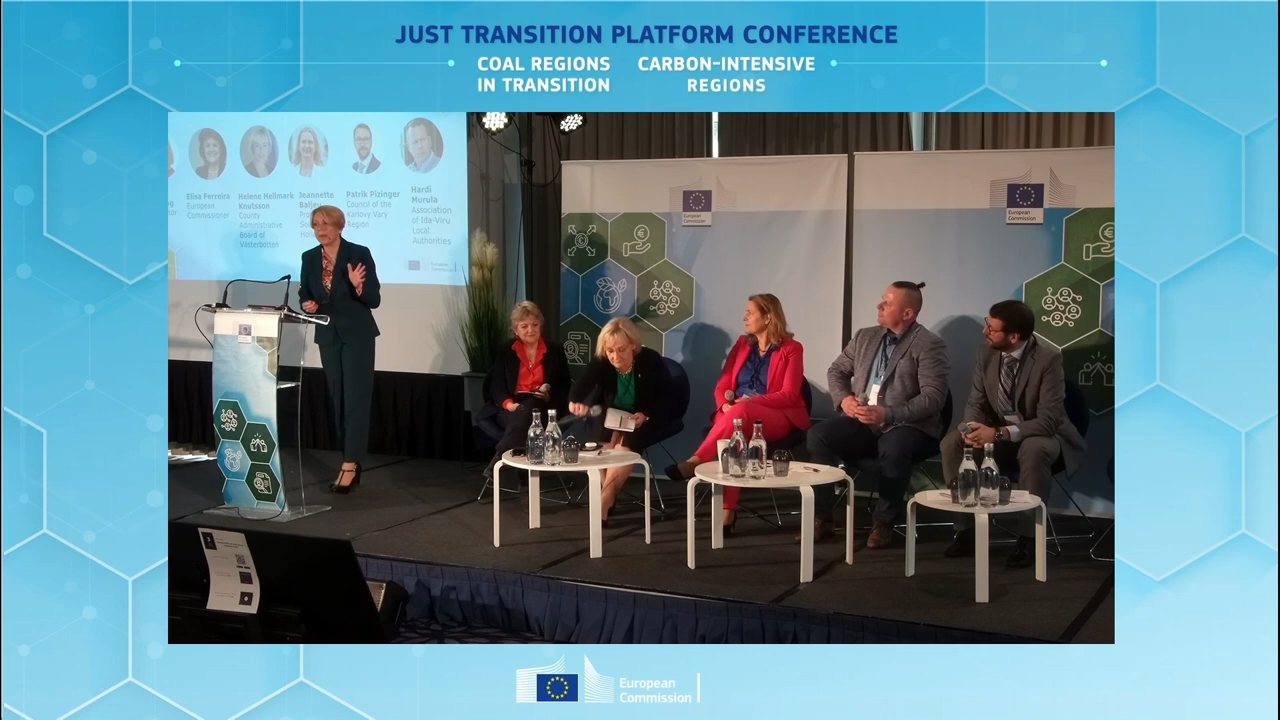 JUST TRANSITION PLATFORM CONFERENCE
COAL REGIONS
IN TRANSITION
CARBON-INTENSIVE
REGIONS
Elisa Ferreira
European
Commissioner
Helene Hellmark
Knutsson
County
Administrative
Board of
Västerbotten
Jeannette
Baljeu
Patrik Pizinger
Council of the
Karlovy Vary
Region
Hardi
Murula
Association
of Ida-Viru
Local
Authorities
European
Commission
European
Commission
European
Commission
European
Commission